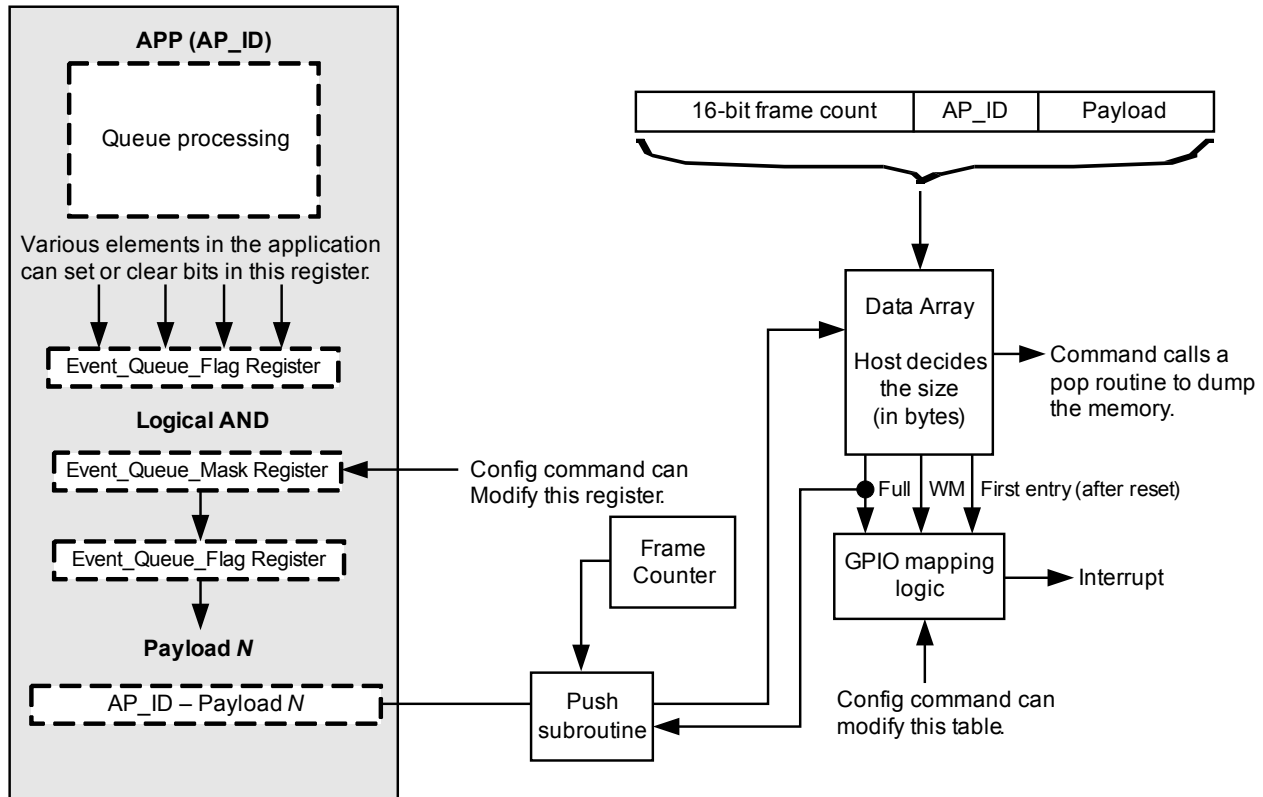 APP (AP_ID)
Queue processing
Various elements in the application
can set or clear bits in this register.
Event_Queue_Flag Register
Logical AND
Event_Queue_Mask Register
Event_Queue_Flag Register
Payload N
AP_ID – Payload N
Config command can
Modify this register.
Frame
Counter
Push
subroutine
16-bit frame count
AP_ID
Payload
Data Array
Host decides
the size
(in bytes)
Command calls a
pop routine to dump
the memory.
Full
WM
First entry (after reset)
GPIO mapping
logic
Interrupt
Config command can
modify this table.